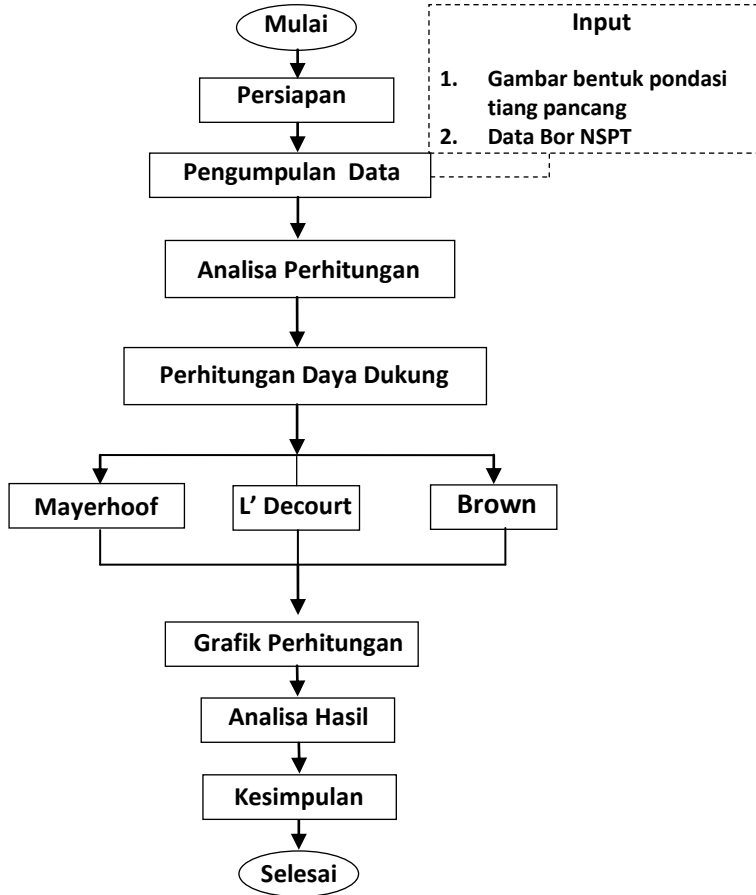 Mulai
Input
1. Gambar bentuk pondasi
tiang pancang
2. Data Bor NSPT
Persiapan
Pengumpulan Data
Analisa Perhitungan
Perhitungan Daya Dukung
Mayerhoof
L’ Decourt
Brown
Grafik Perhitungan
Analisa Hasil
Kesimpulan
Selesai